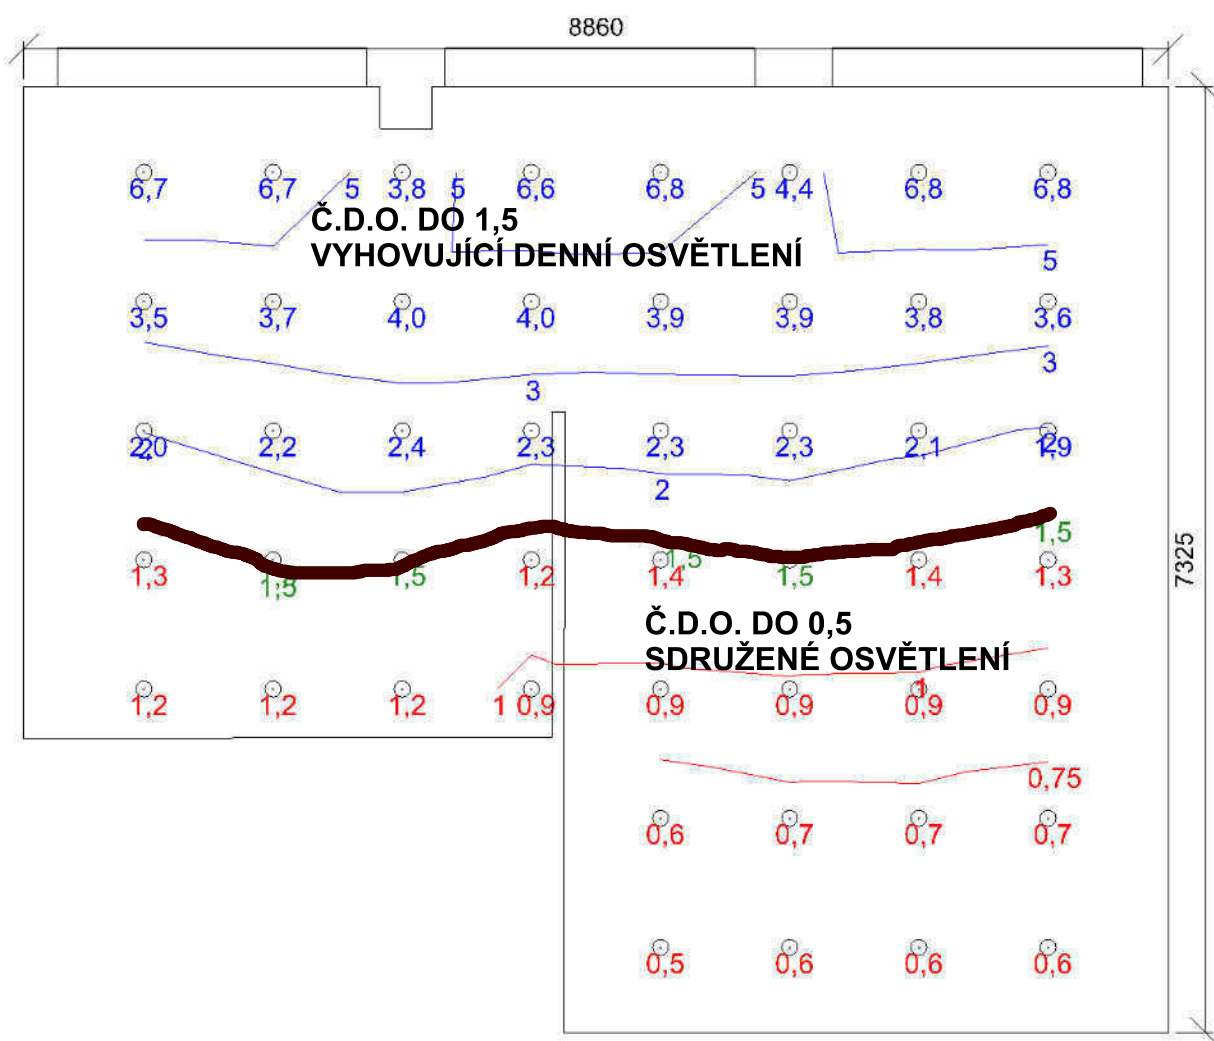 8860
6,7 6,7 5 3,8 5 6,6 6,8 5 4,4 6,8 6,8
Č.D.O. DO 1,5
VYHOVUJÍCÍ DENNÍ OSVĚTLENÍ
5
3,5 3,7 4,0 4,0 3,9 3,9 3,8 3,6
3
3
2,0 2 2,2 2,4 2,3 2,3 2,3 2,1 1,9 2
2
1,5
7325
1,5
1,3 1,5 1,5 1,2 1,4 1,5 1,4 1,3
Č.D.O. DO 0,5
SDRUŽENÉ OSVĚTLENÍ
1
1,2 1,2 1,2 1 0,9 0,9 0,9 0,9 0,9
0,75
0,6 0,7 0,7 0,7
0,5 0,6 0,6 0,6